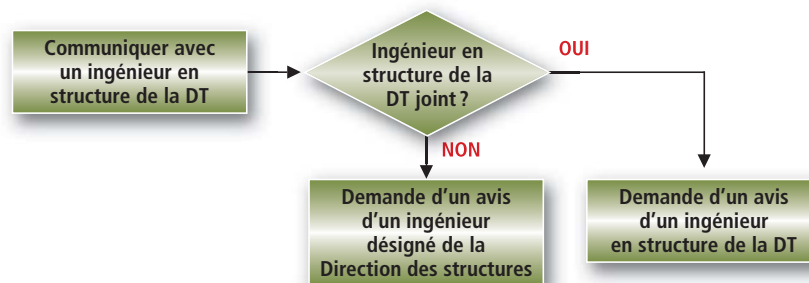 Communiquer avec
un ingénieur en
structure de la DT
Ingénieur en
structure de la
DT joint ?
OUI
NON
Demande d’un avis
d’un ingénieur
désigné de la
Direction des structures
Demande d’un avis
d’un ingénieur
en structure de la DT